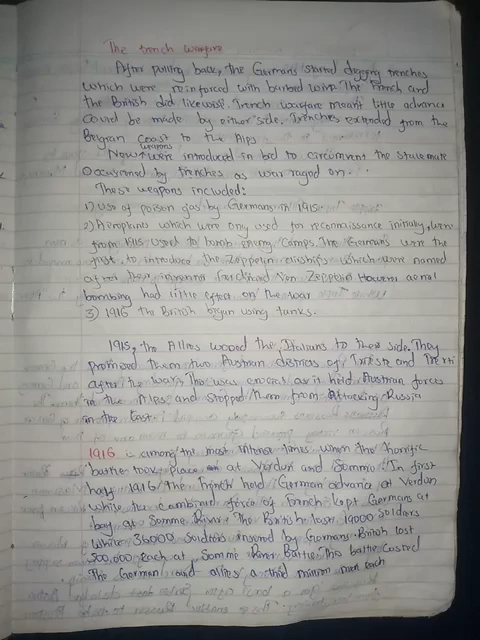 The trench warfare
After pulling back, the Germans started digging trenches
which were reinforced with barbed wire. The French and
the British did likewise. Trench warfare meant little advance
could be made by either side. Trenches extended from the
Belgian Coast to the Alps.
New weapons were introduced in bid to circumvent the stalemate
occasioned by trenches as war raged on.
These weapons included:
1) Use of poison gas by Germans in 1915.
2) Aeroplanes which were only used for reconnaissance initially, were
from 1915 used to bomb enemy camps. The Germans were the
first to introduce the Zeppelin airships which were named
after their inventor Ferdinand Von Zeppelin However aerial
bombing had little effect on the war
3) 1916 the British begun using tanks.
1915, the Allies wooed the Italians to their side. They
promised them two Austrian districts of Trieste and
after the war. This was crucial as it held Austrian forces
in the Alps and stopped them from Attacking Russia
in the East
1916 is among the most intense times when the horrific
battle took place at Verdun and Somme. In first
half 1916 the French held German advance at Verdun
while the combined force of French kept Germans at
bay at Somme River. The British lost 19000 soldiers
while 36000 soldiers injured by Germans. British lost
500,000 each at Somme River Battle. This battle costed
The German and allies a third each